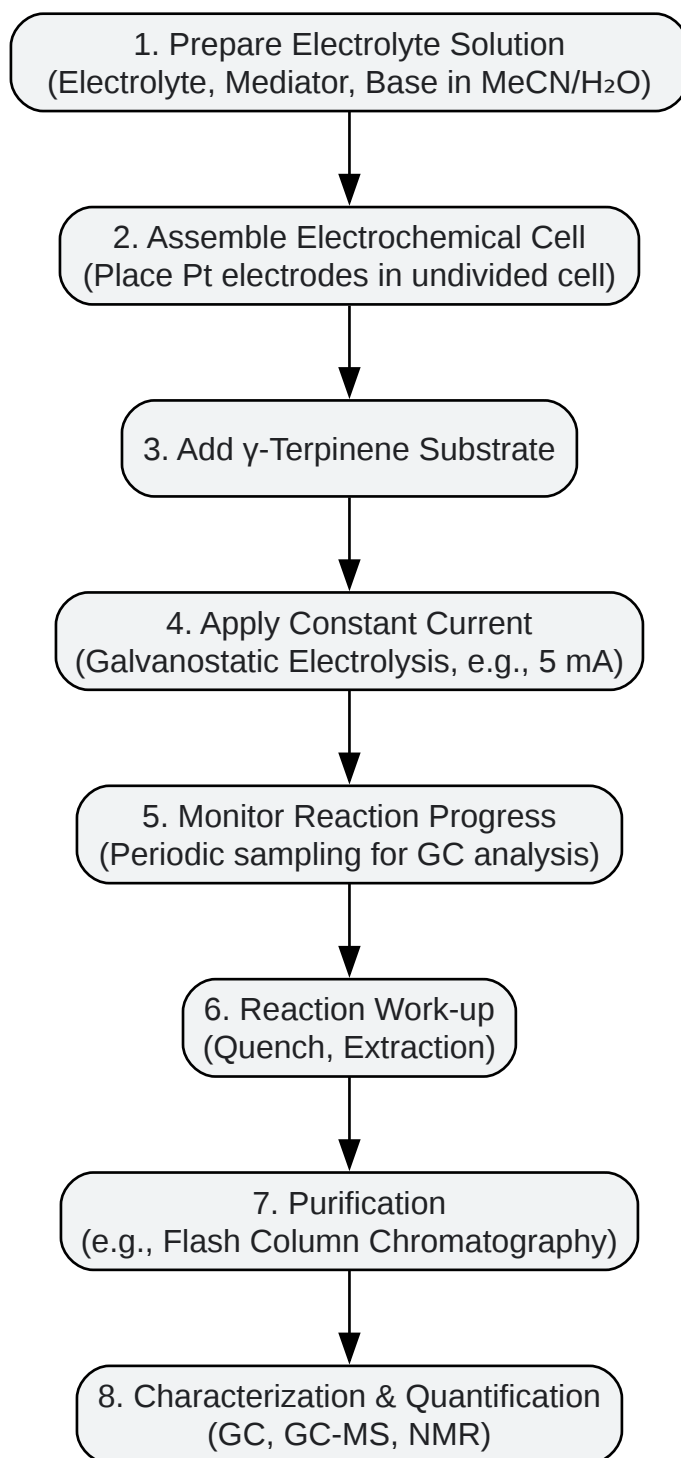 1. Prepare Electrolyte Solution
(Electrolyte, Mediator, Base in MeCN/H₂O)
2. Assemble Electrochemical Cell
(Place Pt electrodes in undivided cell)
3. Add γ-Terpinene Substrate
4. Apply Constant Current
(Galvanostatic Electrolysis, e.g., 5 mA)
5. Monitor Reaction Progress
(Periodic sampling for GC analysis)
6. Reaction Work-up
(Quench, Extraction)
7. Purification
(e.g., Flash Column Chromatography)
8. Characterization & Quantification
(GC, GC-MS, NMR)